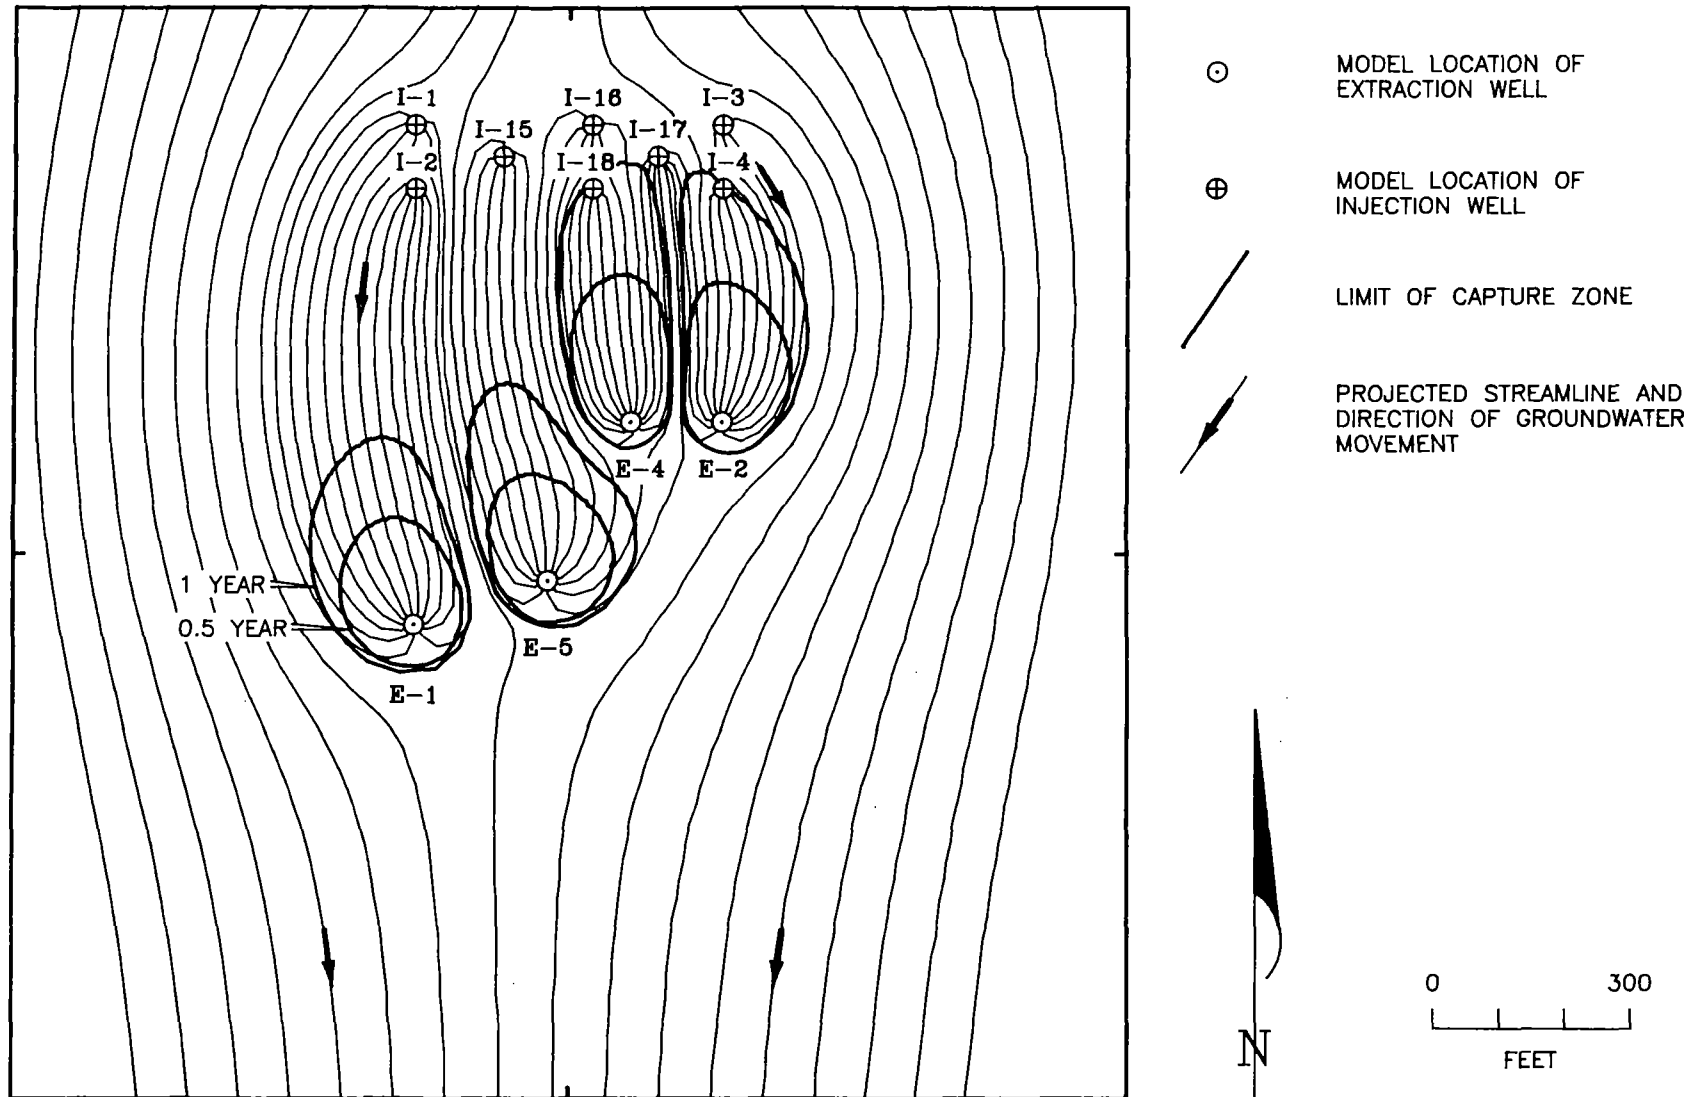 I-1
I-16
I-3
I-15
I-17
I-2
I-18
I-4
E-4
E-2
1 YEAR
0.5 YEAR
E-5
E-1
MODEL LOCATION OF
EXTRACTION WELL
MODEL LOCATION OF
INJECTION WELL
LIMIT OF CAPTURE ZONE
PROJECTED STREAMLINE AND
DIRECTION OF GROUNDWATER
MOVEMENT
N
0 300
FEET